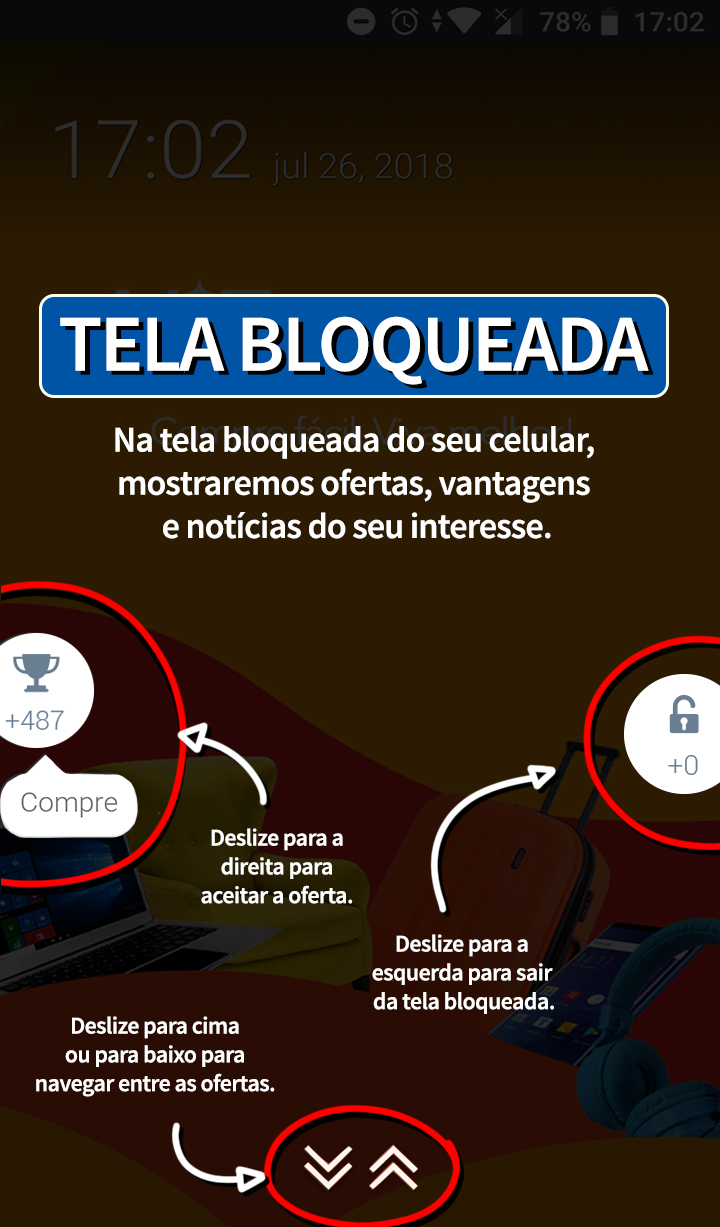 78% 17:02
17:02 jul 26, 2018
TELA BLOQUEADA
Na tela bloqueada do seu celular,
mostraremos ofertas, vantagens
e notícias do seu interesse.
+487
Compre
+0
Deslize para a
direita para
aceitar a oferta.
Deslize para a
esquerda para sair
da tela bloqueada.
Deslize para cima
ou para baixo para
navegar entre as ofertas.